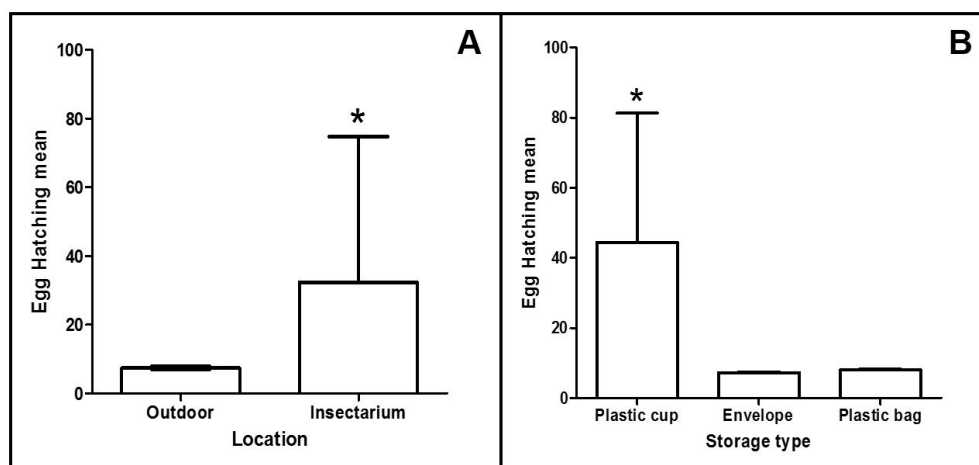 A
Egg Hatching mean
100
80
60
40
20
0
*
Outdoor Insectarium
Location
B
Egg Hatching mean
100
80
60
40
20
0
*
Plastic cup Envelope Plastic bag
Storage type